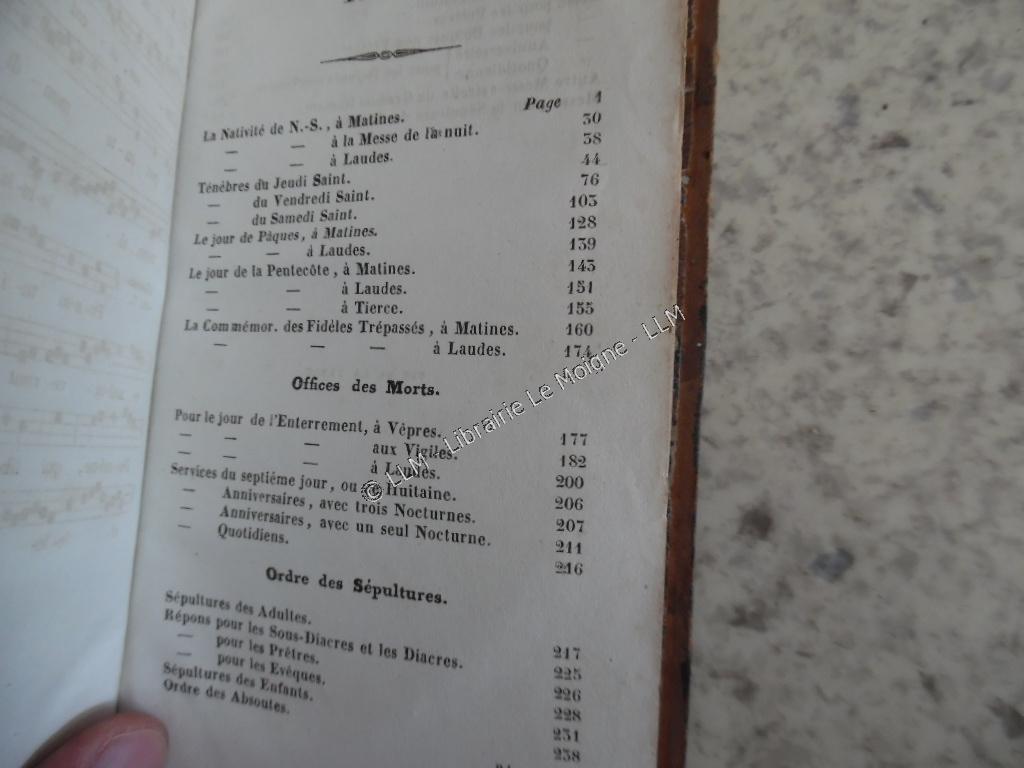 Page 1
La Nativité de N.-S., à Matines. 30
— — à la Messe de la nuit. 38
— — à Laudes. 44
Ténèbres du Jeudi Saint. 76
— du Vendredi Saint. 103
— du Samedi Saint. 128
Le jour de Pâques, à Matines. 139
— — à Laudes. 143
Le jour de la Pentecôte, à Matines. 151
— — à Laudes. 155
— — à Tierce. 160
La Commémor. des Fidèles Trépassés, à Matines. 174
— — — à Laudes.
Offices des Morts.
Pour le jour de l'Enterrement, à Vêpres. 177
— — — aux Vigiles. 182
— — — à Laudes. 200
Services du septième jour, ou Huitaine. 206
— Anniversaires, avec trois Nocturnes. 207
— Anniversaires, avec un seul Nocturne. 211
— Quotidiens. 216
Ordre des Sépultures.
Sépultures des Adultes. 217
Répons pour les Sous-Diacres et les Diacres. 225
— pour les Prêtres. 226
— pour les Evêques. 228
Sépultures des Enfants. 231
Ordre des Absoutes. 238
© LLM - Librairie Le Moigne - LLM